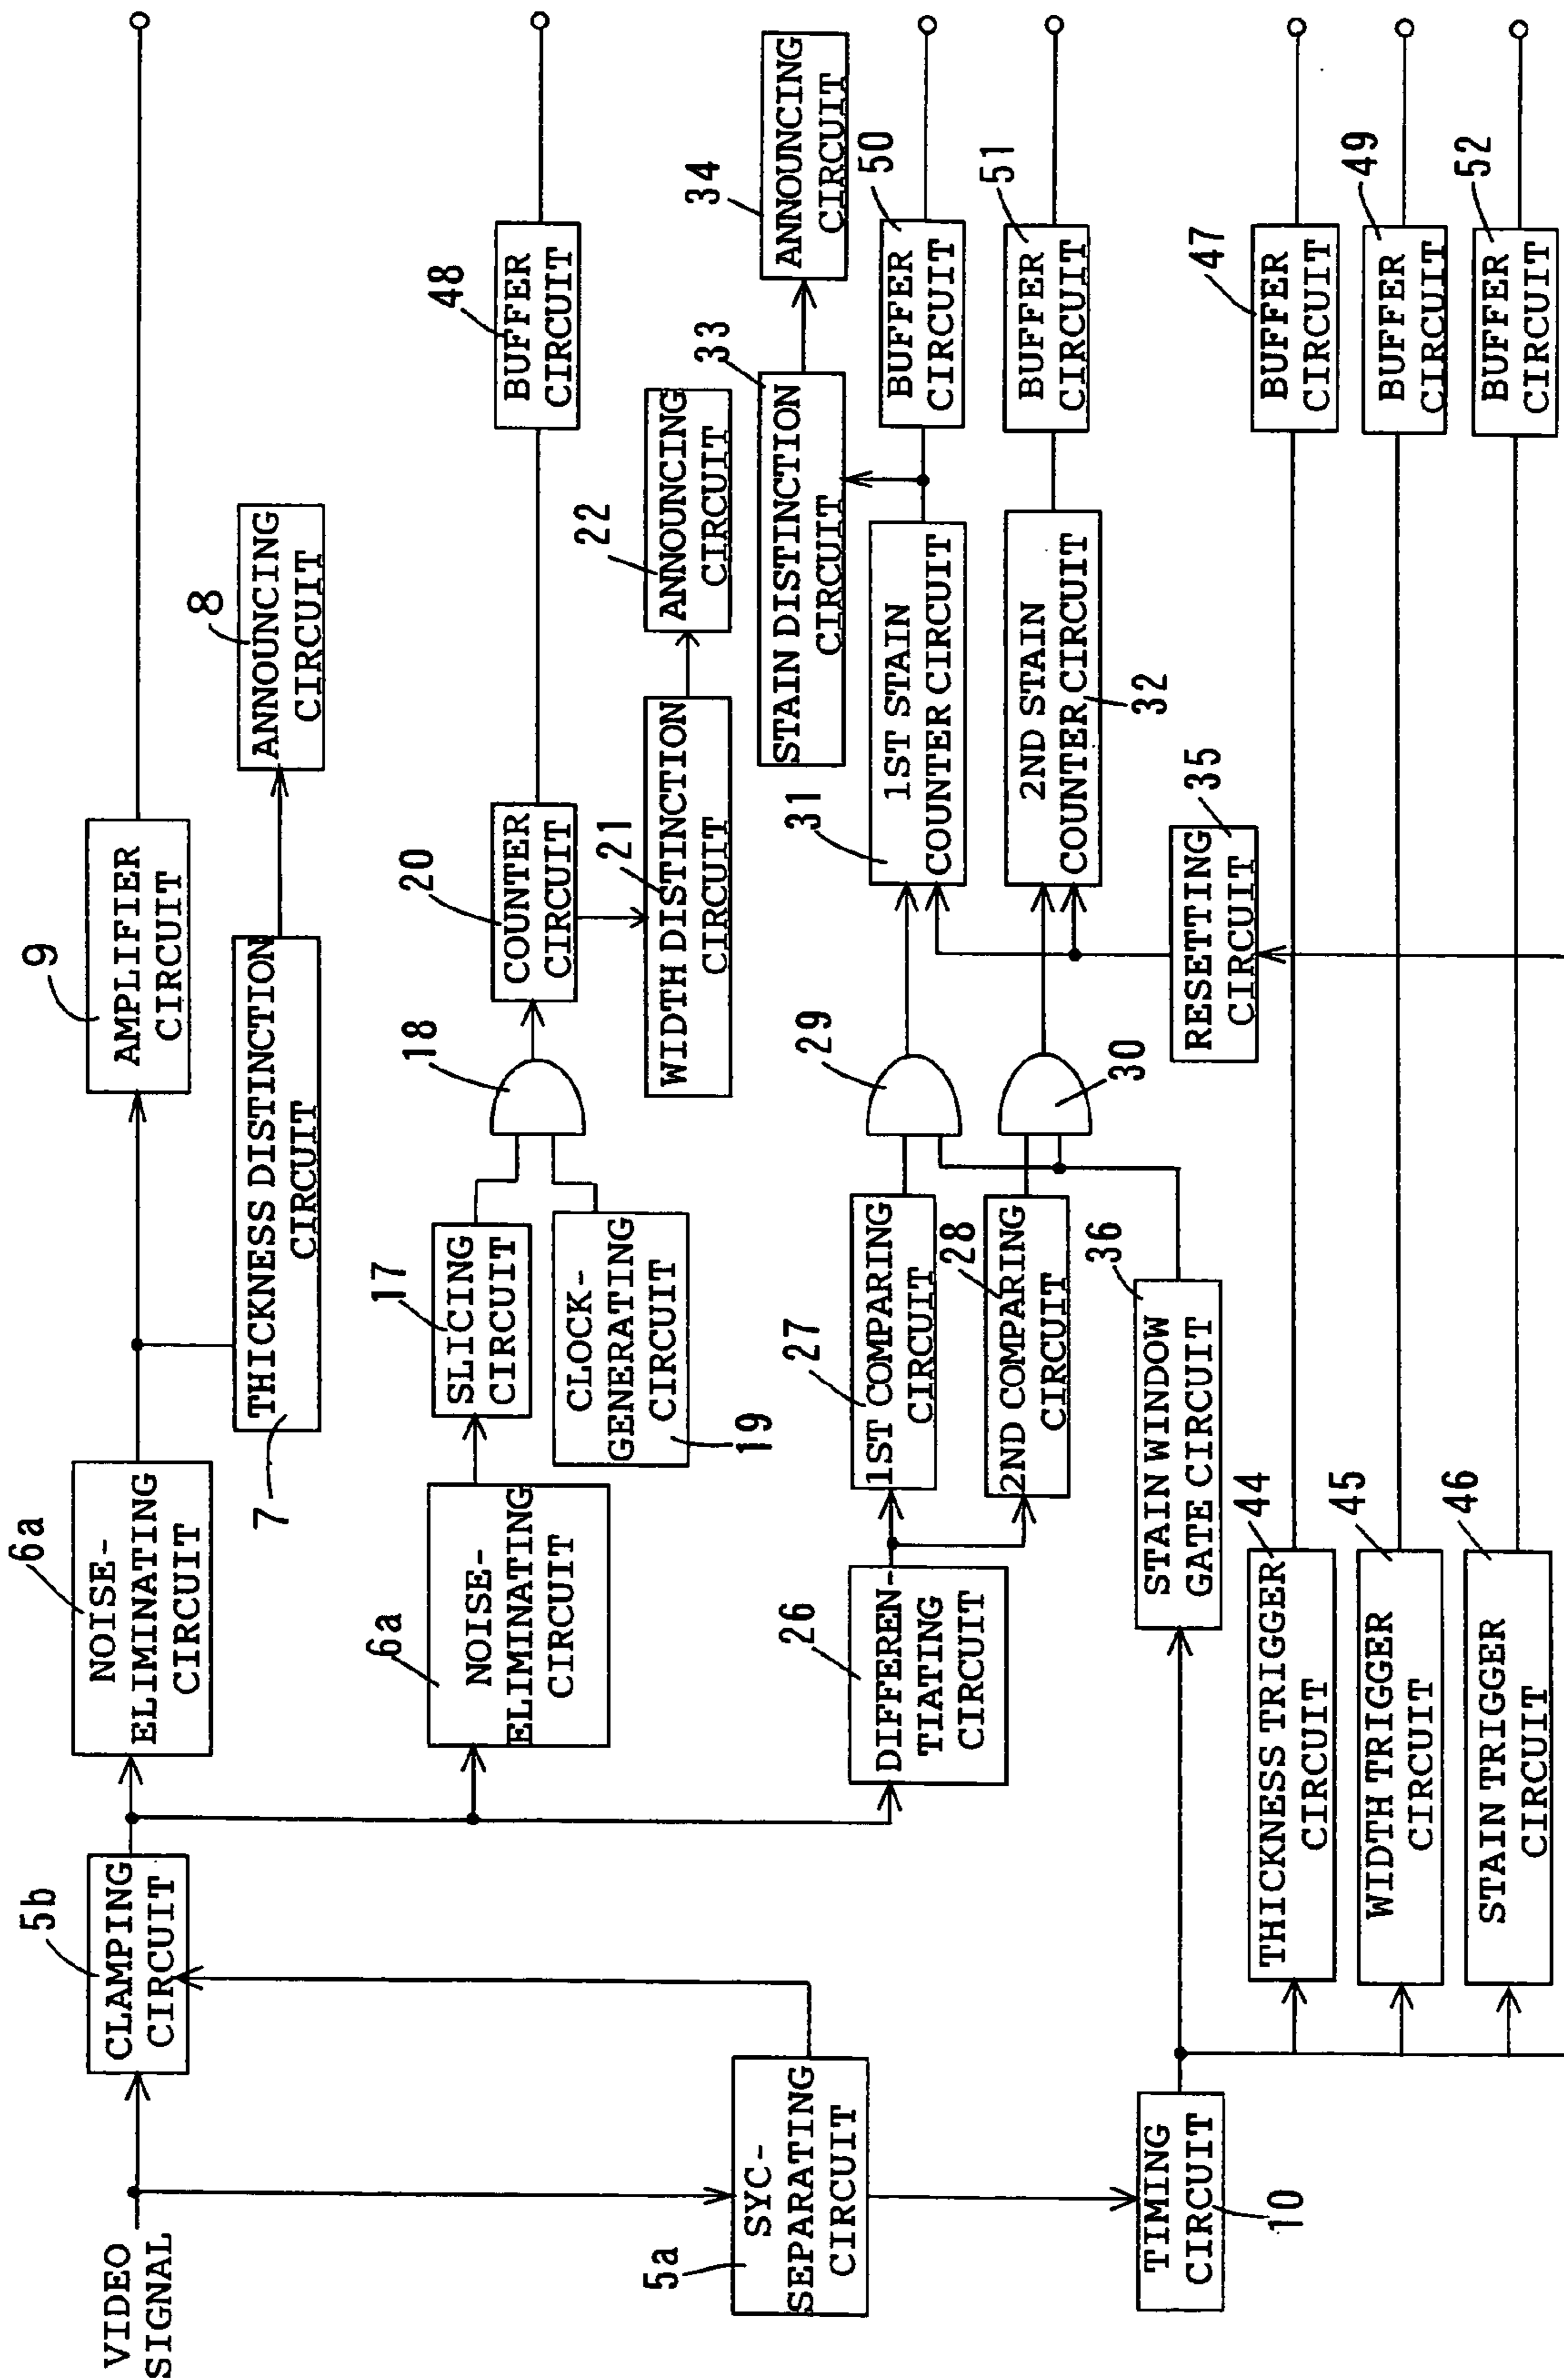 VIDEO
SIGNAL
5b
CLAMPING
CIRCUIT
6a
NOISE-
ELIMINATING
CIRCUIT
9
AMPLIFIER
CIRCUIT
THICKNESS DISTINCTION
CIRCUIT
7
8
ANNOUNCING
CIRCUIT
6a
NOISE-
ELIMINATING
CIRCUIT
17
SLICING
CIRCUIT
CLOCK-
GENERATING
CIRCUIT
19
18
20
COUNTER
CIRCUIT
48
BUFFER
CIRCUIT
21
WIDTH DISTINCTION
CIRCUIT
22
ANNOUNCING
CIRCUIT
5a
SYC-
SEPARATING
CIRCUIT
26
DIFFEREN-
TIATING
CIRCUIT
27
1ST COMPARING
CIRCUIT
28
2ND COMPARING
CIRCUIT
29
30
31
1ST STAIN
COUNTER CIRCUIT
2ND STAIN
COUNTER CIRCUIT
32
33
STAIN DISTINCTION
CIRCUIT
34
ANNOUNCING
CIRCUIT
50
BUFFER
CIRCUIT
51
BUFFER
CIRCUIT
36
STAIN WINDOW
GATE CIRCUIT
RESETTING
CIRCUIT
35
TIMING
CIRCUIT
10
THICKNESS TRIGGER
CIRCUIT
44
47
BUFFER
CIRCUIT
WIDTH TRIGGER
CIRCUIT
45
BUFFER
CIRCUIT
49
STAIN TRIGGER
CIRCUIT
46
BUFFER
CIRCUIT
52